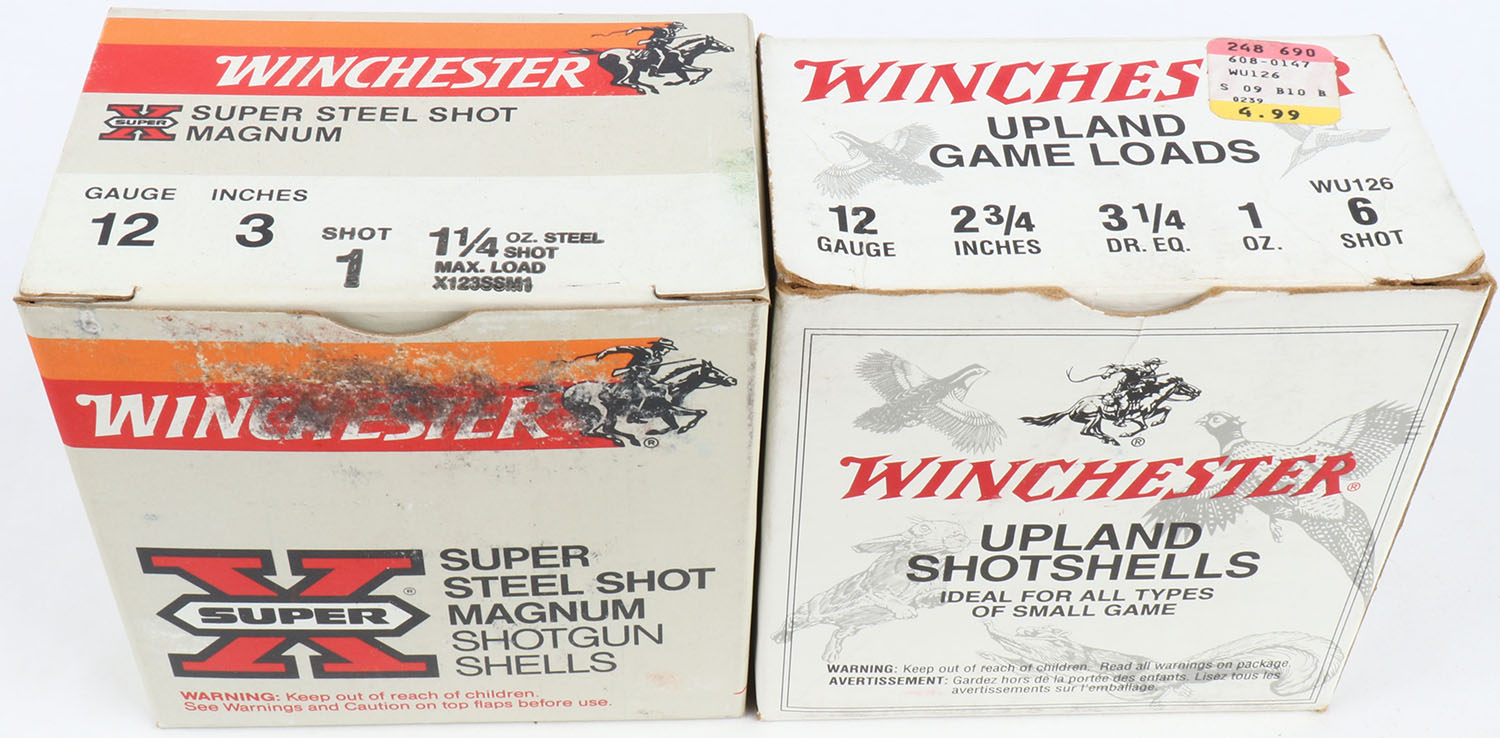 WINCHESTER
X SUPER
SUPER STEEL SHOT
MAGNUM
GAUGE INCHES
12 3
SHOT
1
1 1/4 OZ. STEEL
SHOT
MAX. LOAD
X123SSM1
WINCHESTER
®
X SUPER ®
SUPER
STEEL SHOT
MAGNUM
SHOTGUN
SHELLS
WARNING: Keep out of reach of children.
See Warnings and Caution on top flaps before use.
WINCHES R
248 690
608-0147
WU126
S 09 B10 B
0239
4.99
UPLAND
GAME LOADS
WU126
12 2 3/4 3 1/4 1 6
GAUGE INCHES DR. EQ. OZ. SHOT
®
WINCHESTER®
UPLAND
SHOTSHELLS
IDEAL FOR ALL TYPES
OF SMALL GAME
WARNING: Keep out of reach of children. Read all warnings on package.
AVERTISSEMENT: Gardez hors de la portée des enfants. Lisez tous les
avertissements sur l'emballage.